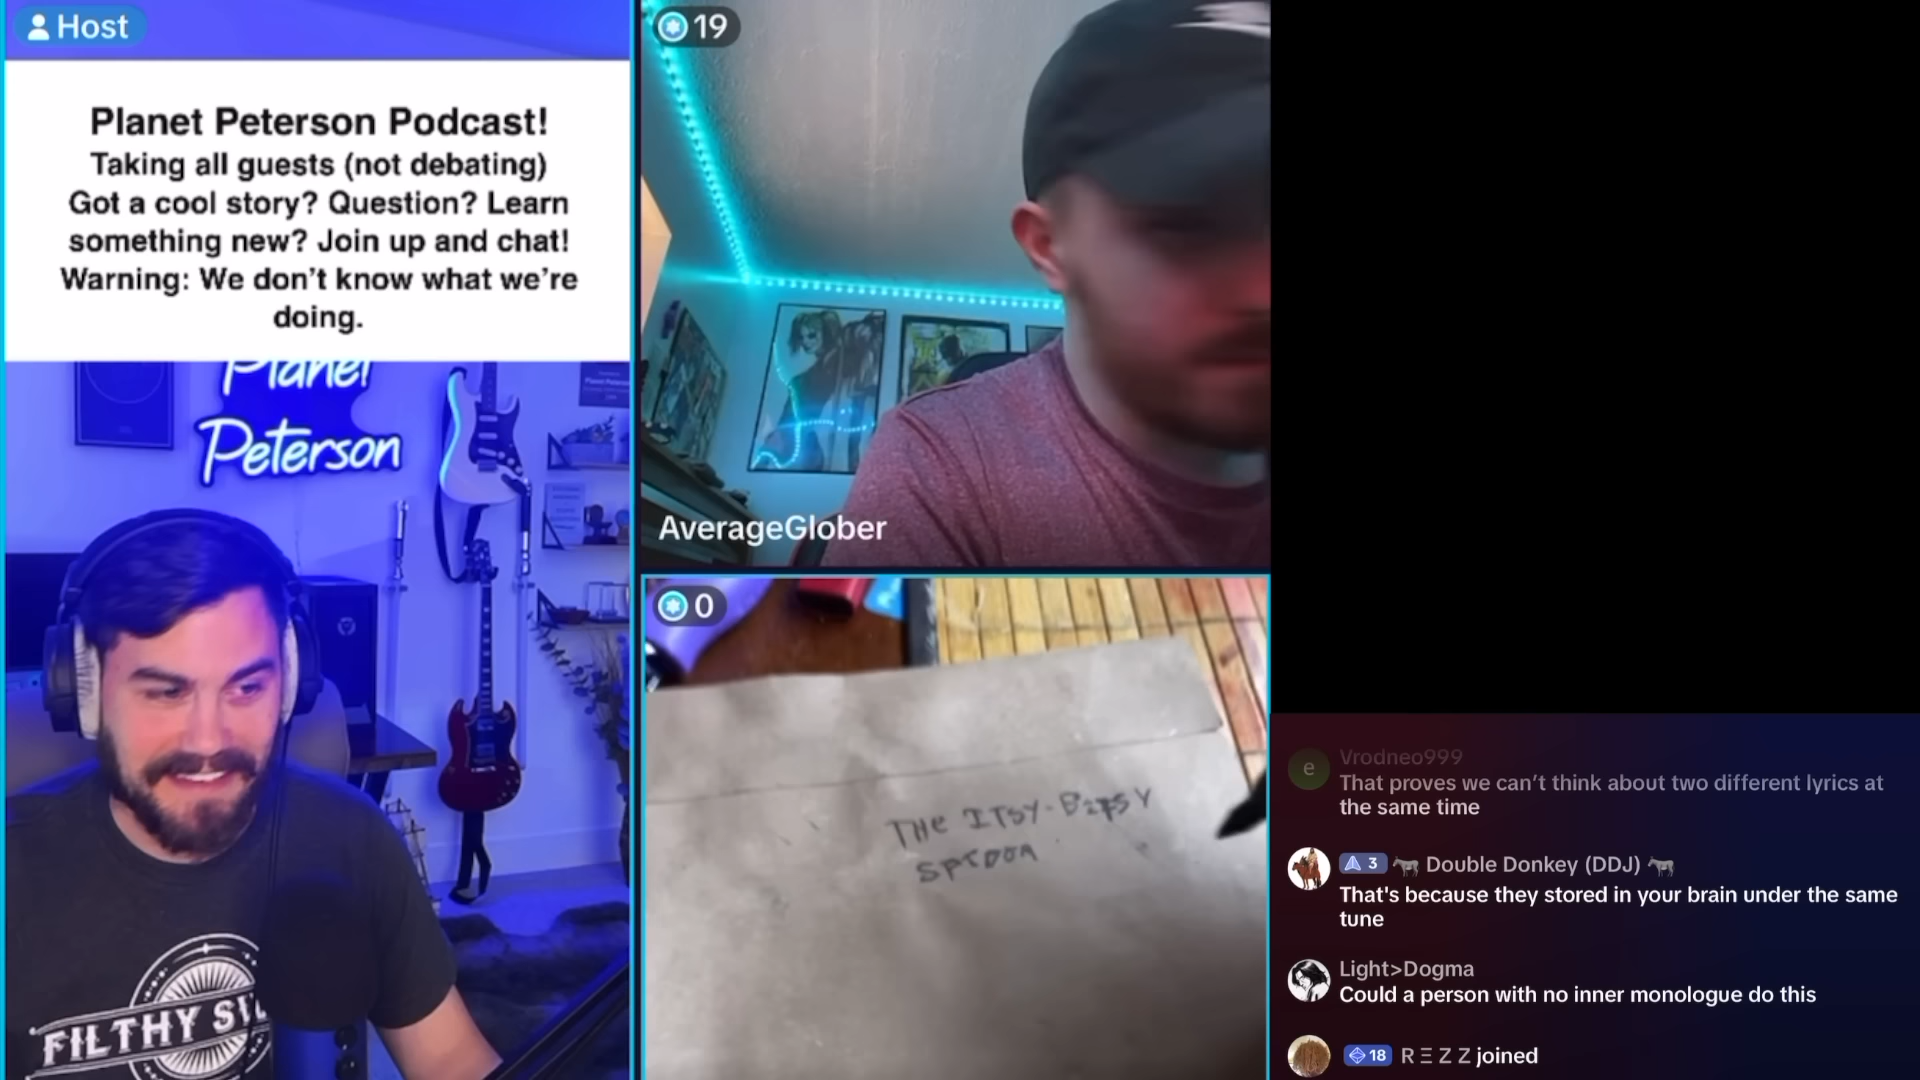 Host
Planet Peterson Podcast!
Taking all guests (not debating)
Got a cool story? Question? Learn
something new? Join up and chat!
Warning: We don't know what we're
doing.
Planet
Peterson
FILTHY
19
AverageGlober
0
THE ITSY-BITSY
Vrodneo999
e
That proves we can't think about two different lyrics at
the same time
3 Double Donkey (DDJ)
That's because they stored in your brain under the same
tune
Light>Dogma
Could a person with no inner monologue do this
18 R Ξ Z Z joined